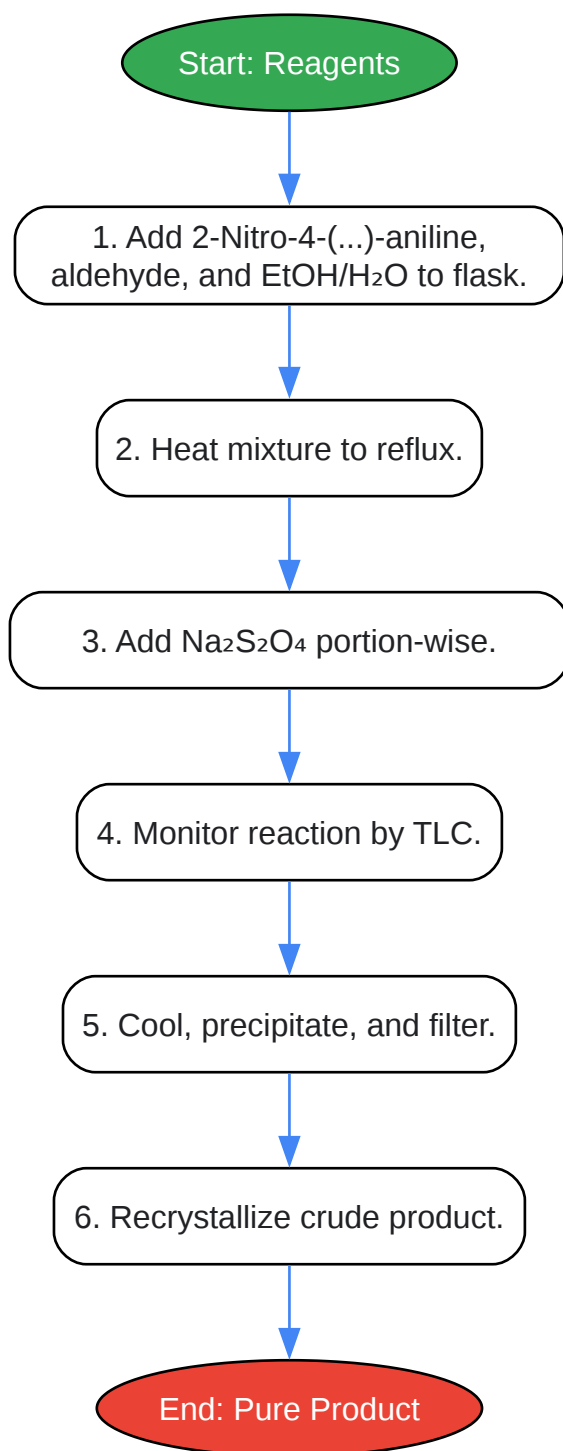 Start: Reagents
1. Add 2-Nitro-4-(...)-aniline,
aldehyde, and EtOH/H₂O to flask.
2. Heat mixture to reflux.
3. Add Na₂S₂O₄ portion-wise.
4. Monitor reaction by TLC.
5. Cool, precipitate, and filter.
6. Recrystallize crude product.
End: Pure Product